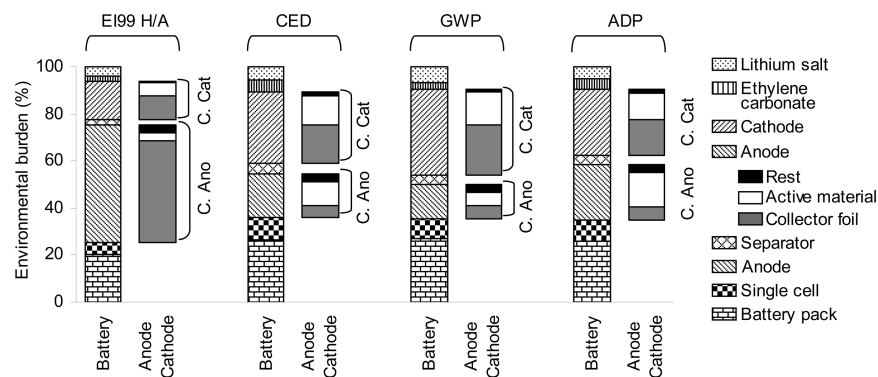 EI99 H/A
CED
GWP
ADP
Environmental burden (%)
100
80
60
40
20
0
C. Cat
C. Ano
C. Cat
C. Ano
C. Cat
C. Ano
C. Cat
C. Ano
Battery
Anode
Cathode
Battery
Anode
Cathode
Battery
Anode
Cathode
Battery
Anode
Cathode
Lithium salt
Ethylene
carbonate
Cathode
Anode
Rest
Active material
Collector foil
Separator
Anode
Single cell
Battery pack